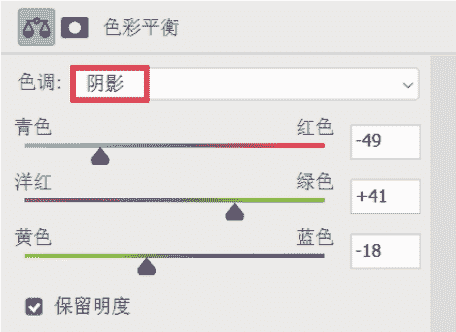 色彩平衡
色调: 阴影
青色 红色 -49
洋红 绿色 +41
黄色 蓝色 -18
保留明度